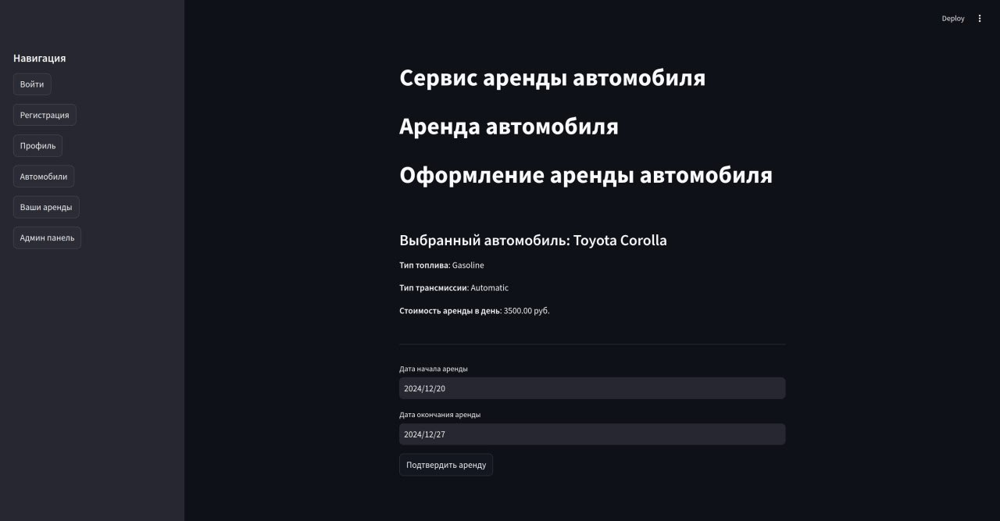 Deploy
Навигация
Войти
Регистрация
Профиль
Автомобили
Ваши аренды
Админ панель
Сервис аренды автомобиля
Аренда автомобиля
Оформление аренды автомобиля
Выбранный автомобиль: Toyota Corolla
Тип топлива: Gasoline
Тип трансмиссии: Automatic
Стоимость аренды в день: 3500.00 руб.
Дата начала аренды
2024/12/20
Дата окончания аренды
2024/12/27
Подтвердить аренду